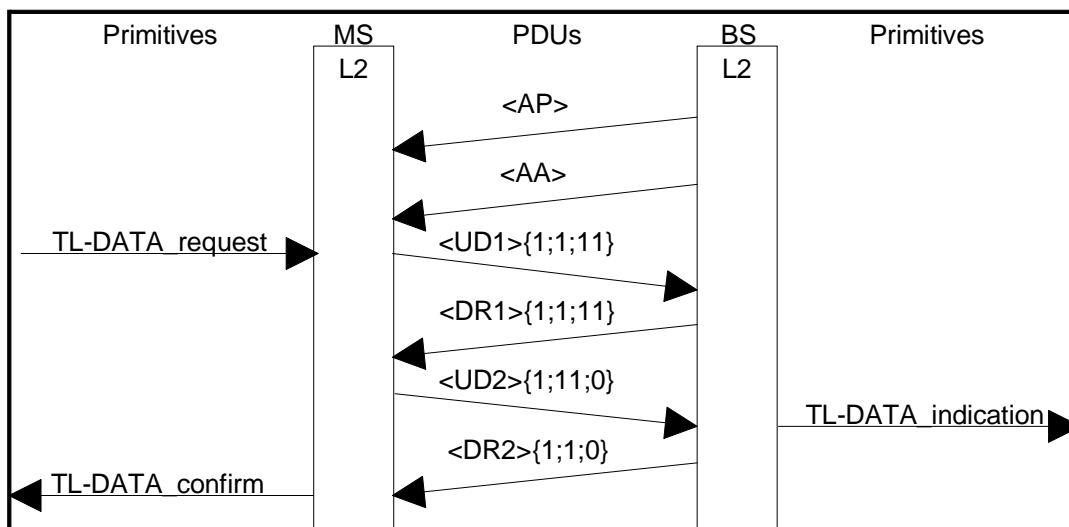 Primitives MS PDUs BS Primitives
L2 L2
<AP>
<AA>
TL-DATA_request <UD1>{1;1;11}
<DR1>{1;1;11}
<UD2>{1;11;0}
TL-DATA_indication
<DR2>{1;1;0}
TL-DATA_confirm